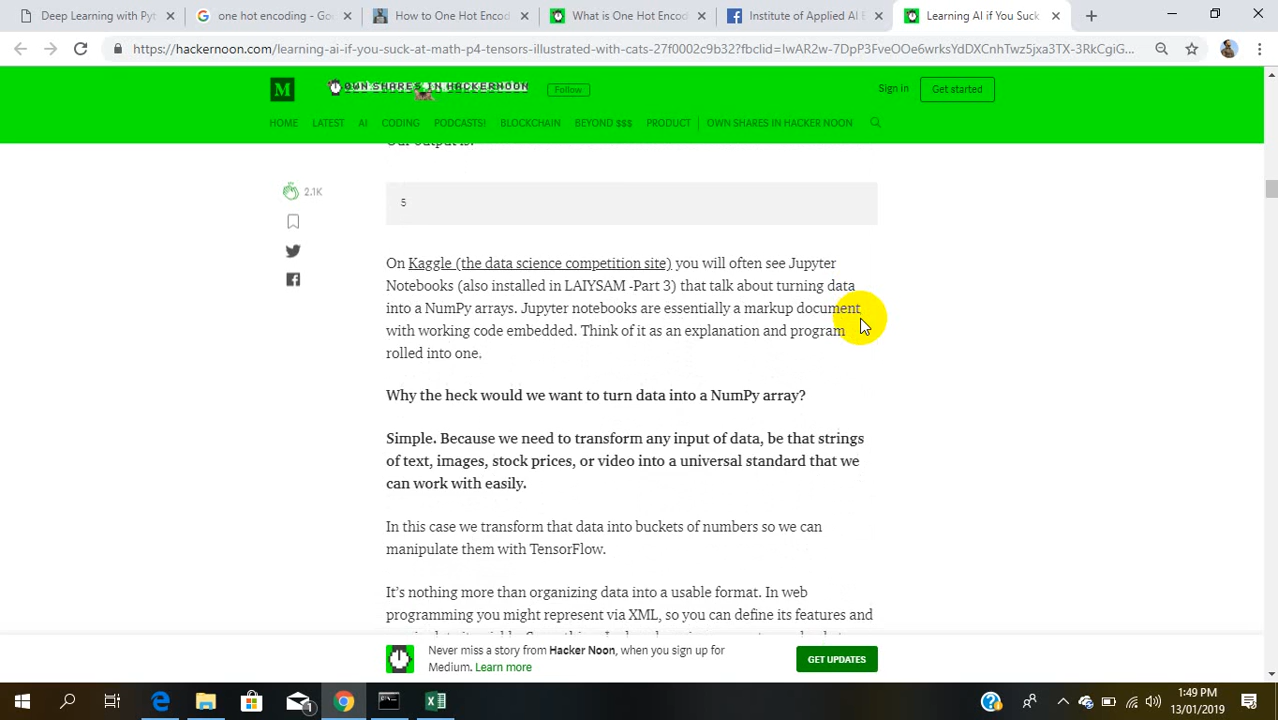 Deep Learning with Pyt
one hot encoding - Goo
How to One Hot Encod
What is One Hot Encod
Institute of Applied AI E
Learning AI if You Suck
https://hackernoon.com/learning-ai-if-you-suck-at-math-p4-tensors-illustrated-with-cats-27f0002c9b32?fbclid=IwAR2w-7DpP3FveOOe6wrksYdDXCnhTwz5jxa3TX-3RkCgiG...
M
OWN SHARES IN HACKERNOON
Follow
Sign in
Get started
HOME LATEST AI CODING PODCASTS! BLOCKCHAIN BEYOND $$$ PRODUCT OWN SHARES IN HACKER NOON
Our output is:
2.1K
5
On Kaggle (the data science competition site) you will often see Jupyter
Notebooks (also installed in LAIYSAM -Part 3) that talk about turning data
into a NumPy arrays. Jupyter notebooks are essentially a markup document
with working code embedded. Think of it as an explanation and program
rolled into one.
Why the heck would we want to turn data into a NumPy array?
Simple. Because we need to transform any input of data, be that strings
of text, images, stock prices, or video into a universal standard that we
can work with easily.
In this case we transform that data into buckets of numbers so we can
manipulate them with TensorFlow.
It's nothing more than organizing data into a usable format. In web
programming you might represent via XML, so you can define its features and
Never miss a story from Hacker Noon, when you sign up for
Medium. Learn more
GET UPDATES
1:49 PM
13/01/2019